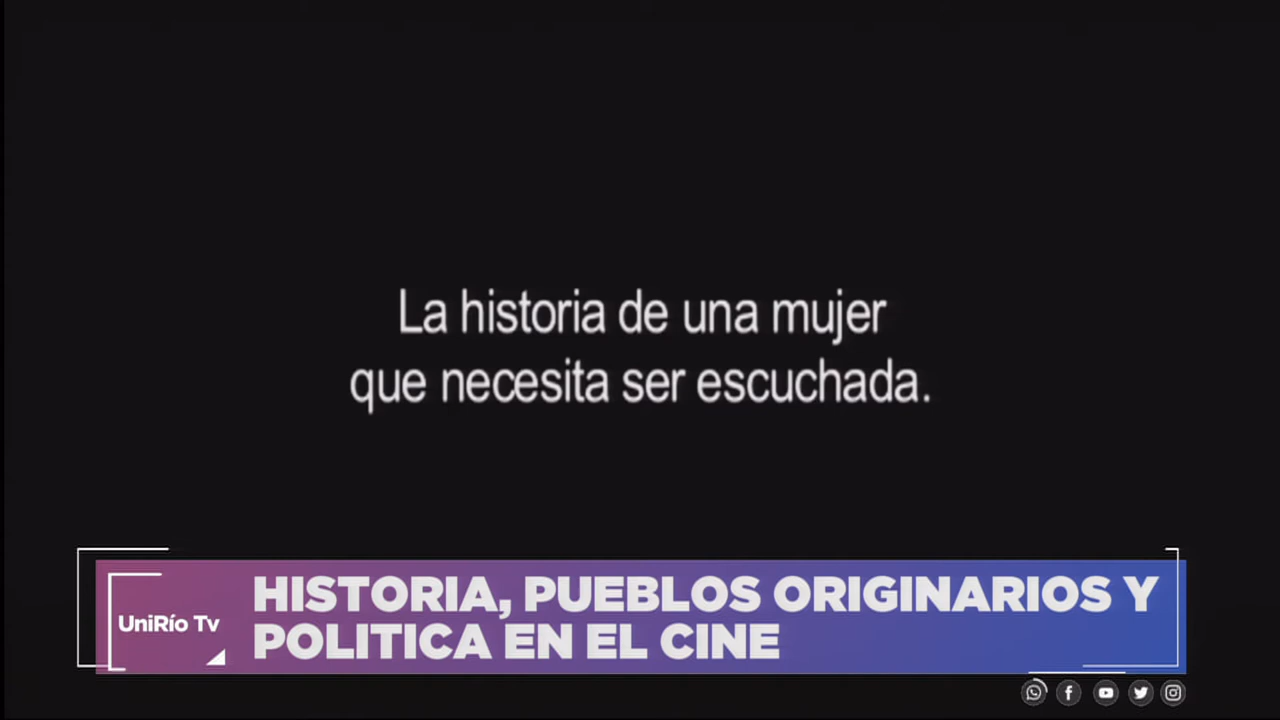 La historia de una mujer
que necesita ser escuchada.
UniRío Tv
HISTORIA, PUEBLOS ORIGINARIOS Y
POLITICA EN EL CINE